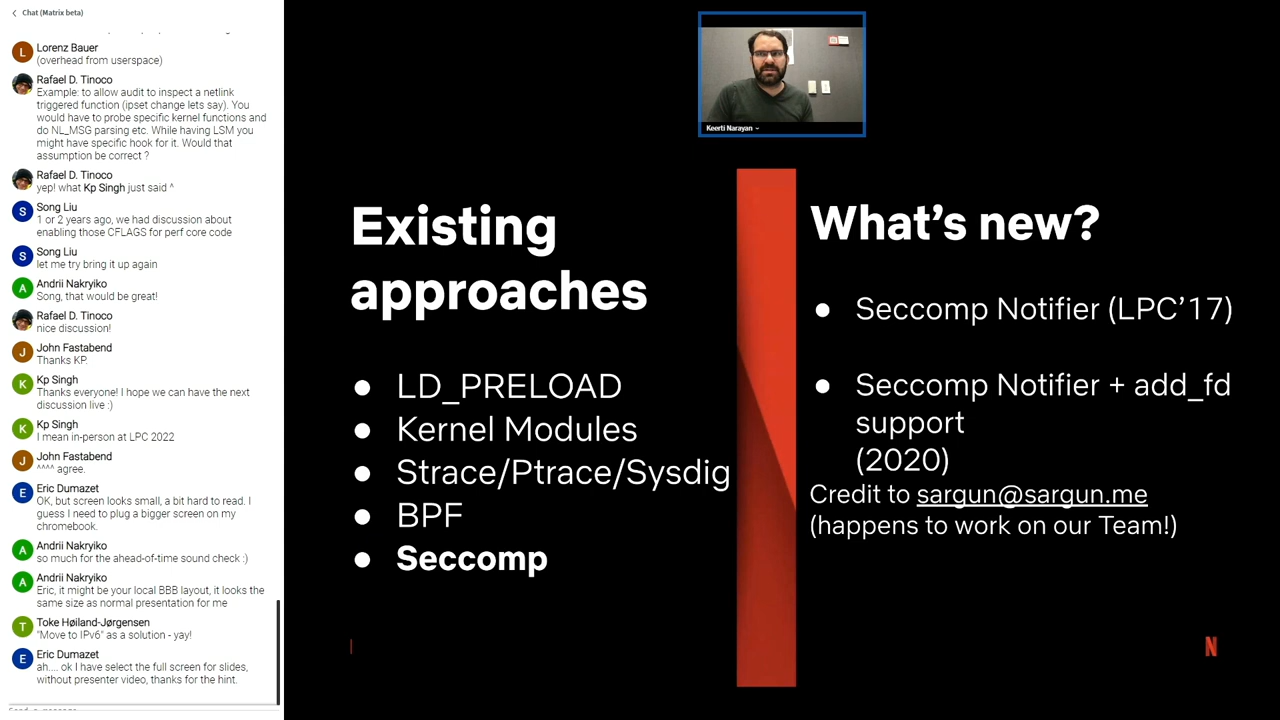 Chat (Matrix beta)
Lorenz Bauer
(overhead from userspace)
Rafael D. Tinoco
Example: to allow audit to inspect a netlink
triggered function (ipset change lets say). You
would have to probe specific kernel functions and
do NL_MSG parsing etc. While having LSM you
might have specific hook for it. Would that
assumption be correct ?
Rafael D. Tinoco
yep! what Kp Singh just said ^
Song Liu
1 or 2 years ago, we had discussion about
enabling those CFLAGS for perf core code
Song Liu
let me try bring it up again
Andrii Nakryiko
Song, that would be great!
Rafael D. Tinoco
nice discussion!
John Fastabend
Thanks KP.
Kp Singh
Thanks everyone! I hope we can have the next
discussion live :)
Kp Singh
I mean in-person at LPC 2022
John Fastabend
^^^^ agree.
Eric Dumazet
OK, but screen looks small, a bit hard to read. I
guess I need to plug a bigger screen on my
chromebook.
Andrii Nakryiko
so much for the ahead-of-time sound check :)
Andrii Nakryiko
Eric, it might be your local BBB layout, it looks the
same size as normal presentation for me
Toke Høiland-Jørgensen
"Move to IPv6" as a solution - yay!
Eric Dumazet
ah.... ok I have select the full screen for slides,
without presenter video, thanks for the hint.
L
S
S
A
J
K
K
J
E
A
A
T
E
Keerti Narayan
Existing
approaches
● LD_PRELOAD
● Kernel Modules
● Strace/Ptrace/Sysdig
● BPF
● Seccomp
What's new?
● Seccomp Notifier (LPC'17)
● Seccomp Notifier + add_fd
support
(2020)
Credit to sargun@sargun.me
(happens to work on our Team!)
N